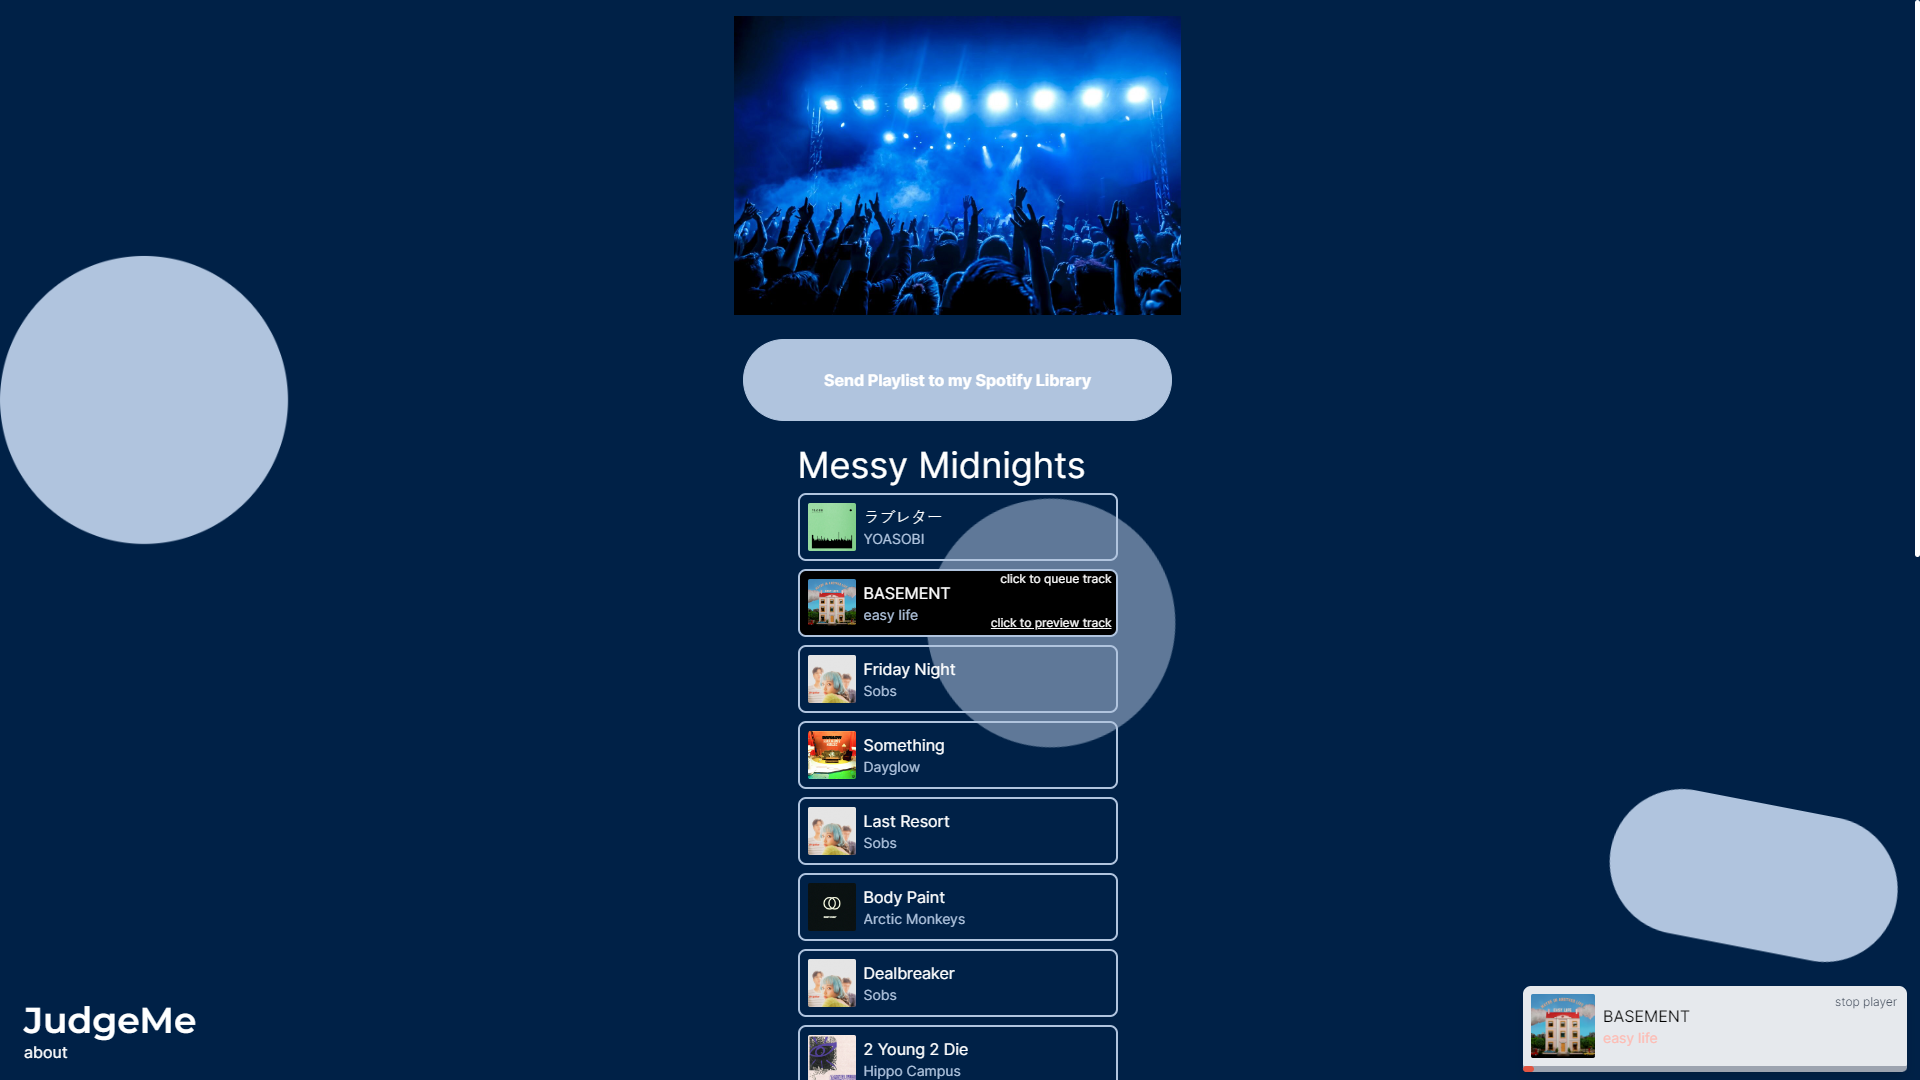 Send Playlist to my Spotify Library
Messy Midnights
ラブレター
YOASOBI
BASEMENT
easy life
click to queue track
click to preview track
Friday Night
Sobs
Something
Dayglow
Last Resort
Sobs
Body Paint
Arctic Monkeys
Dealbreaker
Sobs
2 Young 2 Die
Hippo Campus
JudgeMe
about
stop player
BASEMENT
easy life